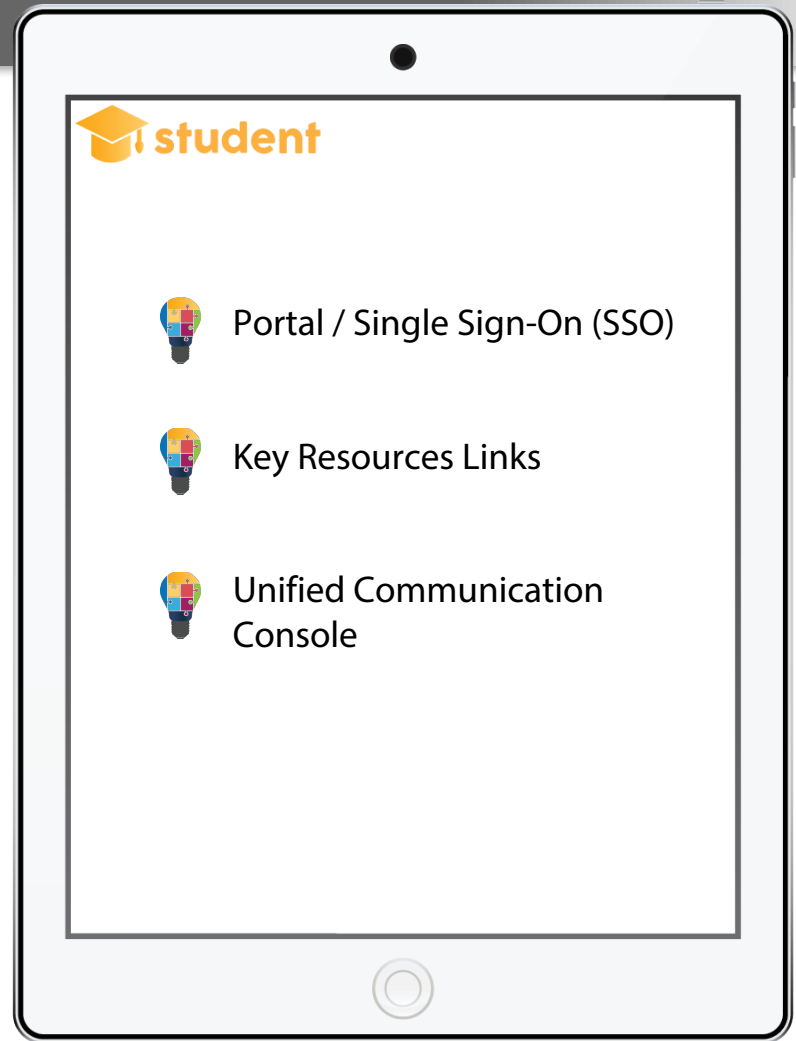 student
Portal / Single Sign-On (SSO)
Key Resources Links
Unified Communication
Console